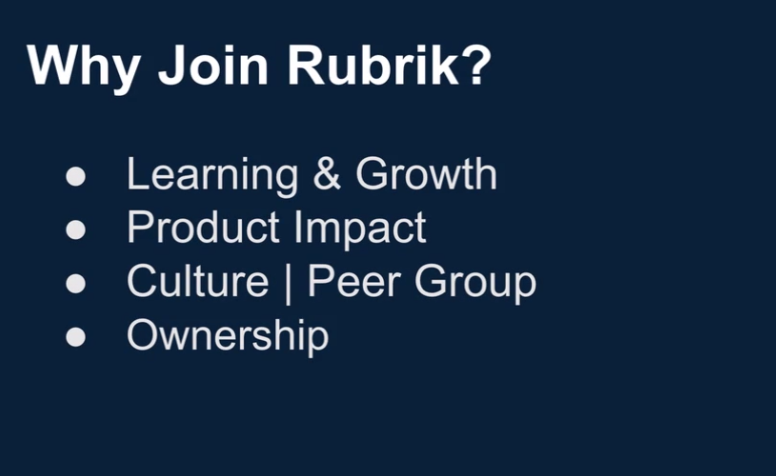 Why Join Rubrik?
● Learning & Growth
● Product Impact
● Culture | Peer Group
● Ownership